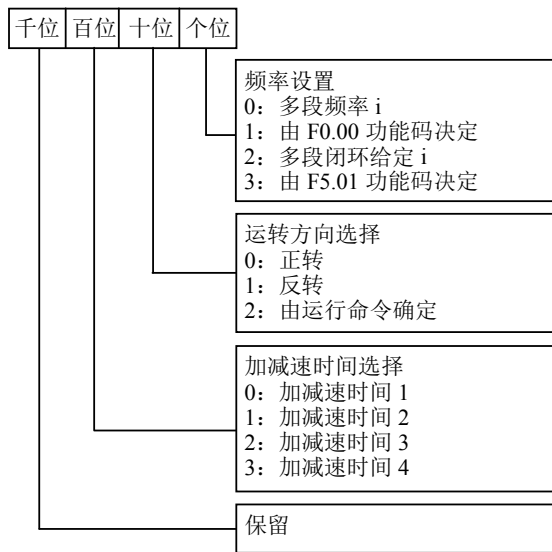 千位 百位 十位 个位
频率设置
0：多段频率 i
1：由 F0.00 功能码决定
2：多段闭环给定 i
3：由 F5.01 功能码决定
运转方向选择
0：正转
1：反转
2：由运行命令确定
加减速时间选择
0：加减速时间 1
1：加减速时间 2
2：加减速时间 3
3：加减速时间 4
保留